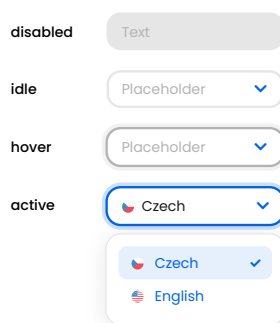 disabled Text
idle Placeholder
hover Placeholder
active Czech
Czech
English